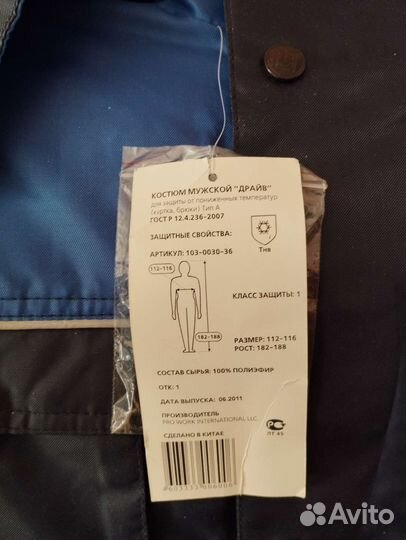 КОСТЮМ МУЖСКОЙ "ДРАЙВ"
для защиты от пониженных температур
(куртка, брюки) Тип А
ГОСТ Р 12.4.236-2007
ЗАЩИТНЫЕ СВОЙСТВА:
АРТИКУЛ: 103-0030-36
Тнв
112-116
КЛАСС ЗАЩИТЫ: 1
182-188
РАЗМЕР: 112-116
РОСТ: 182-188
СОСТАВ СЫРЬЯ: 100% ПОЛИЭФИР
ОТК: 1
ДАТА ВЫПУСКА: 06.2011
ПРОИЗВОДИТЕЛЬ
PRO WORK INTERNATIONAL LLC.
СДЕЛАНО В КИТАЕ
ЛТ 45
Avito